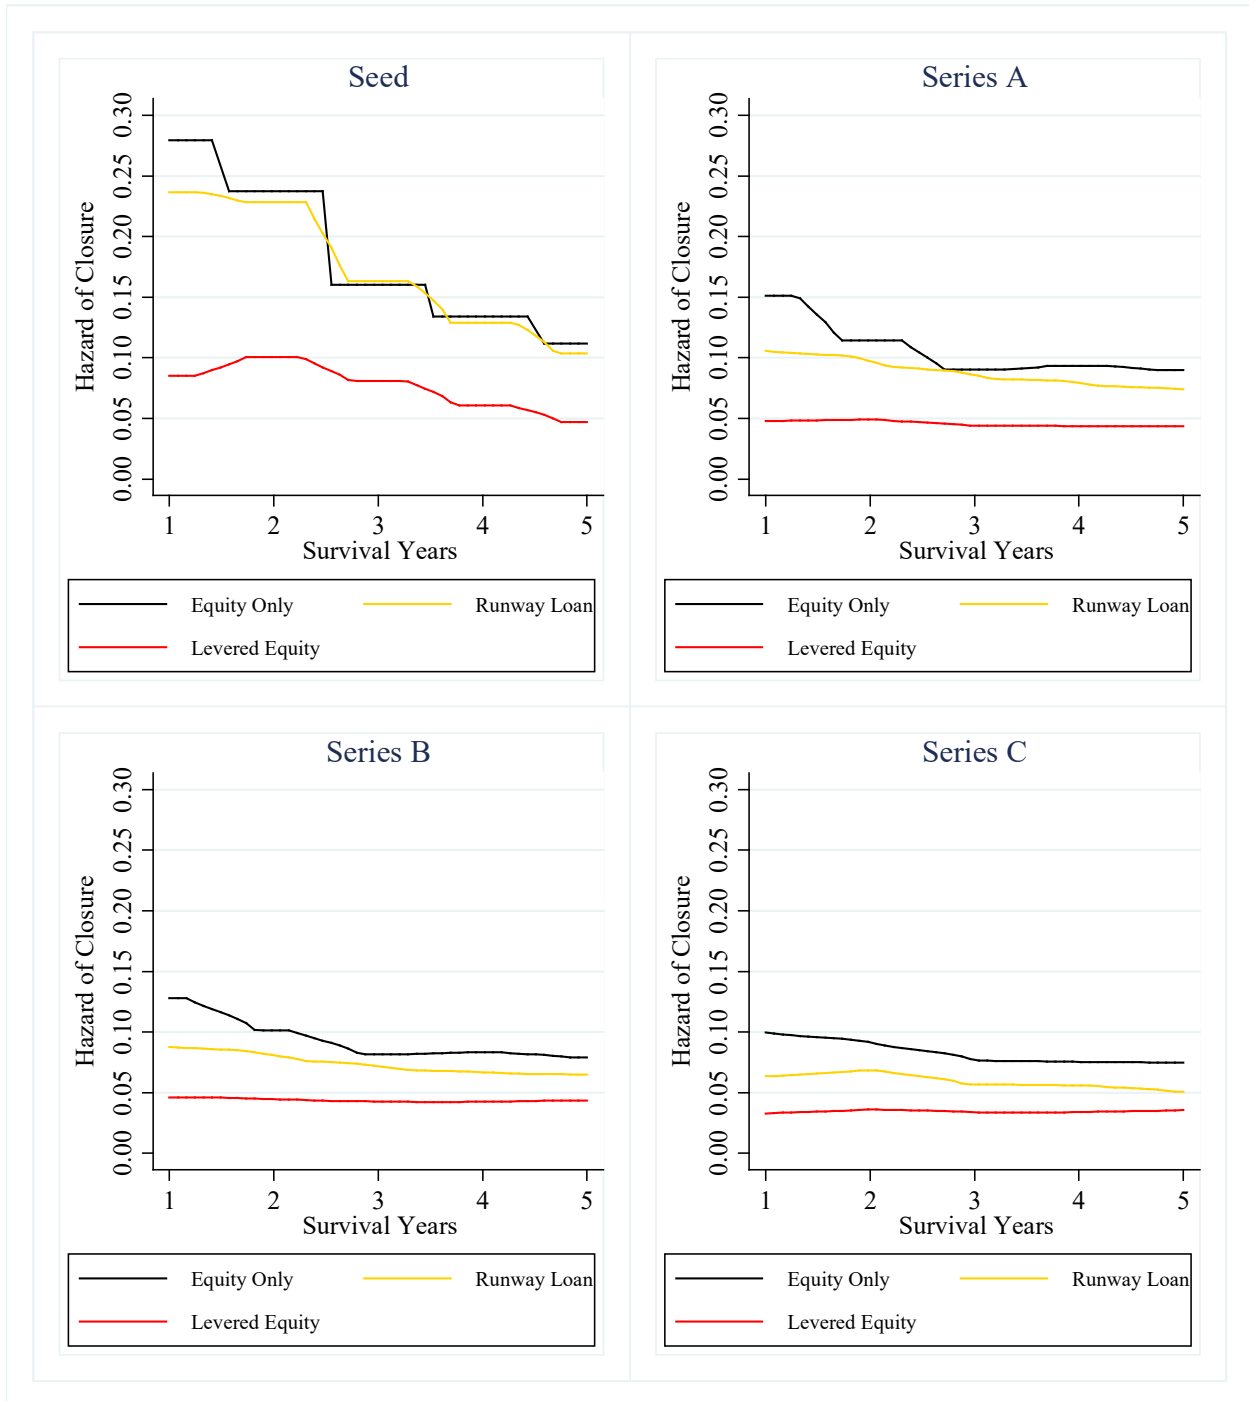 Seed
Hazard of Closure
0.30
0.25
0.20
0.15
0.10
0.05
0.00
1 2 3 4 5
Survival Years
Equity Only Runway Loan
Levered Equity
Series A
Hazard of Closure
0.30
0.25
0.20
0.15
0.10
0.05
0.00
1 2 3 4 5
Survival Years
Equity Only Runway Loan
Levered Equity
Series B
Hazard of Closure
0.30
0.25
0.20
0.15
0.10
0.05
0.00
1 2 3 4 5
Survival Years
Equity Only Runway Loan
Levered Equity
Series C
Hazard of Closure
0.30
0.25
0.20
0.15
0.10
0.05
0.00
1 2 3 4 5
Survival Years
Equity Only Runway Loan
Levered Equity